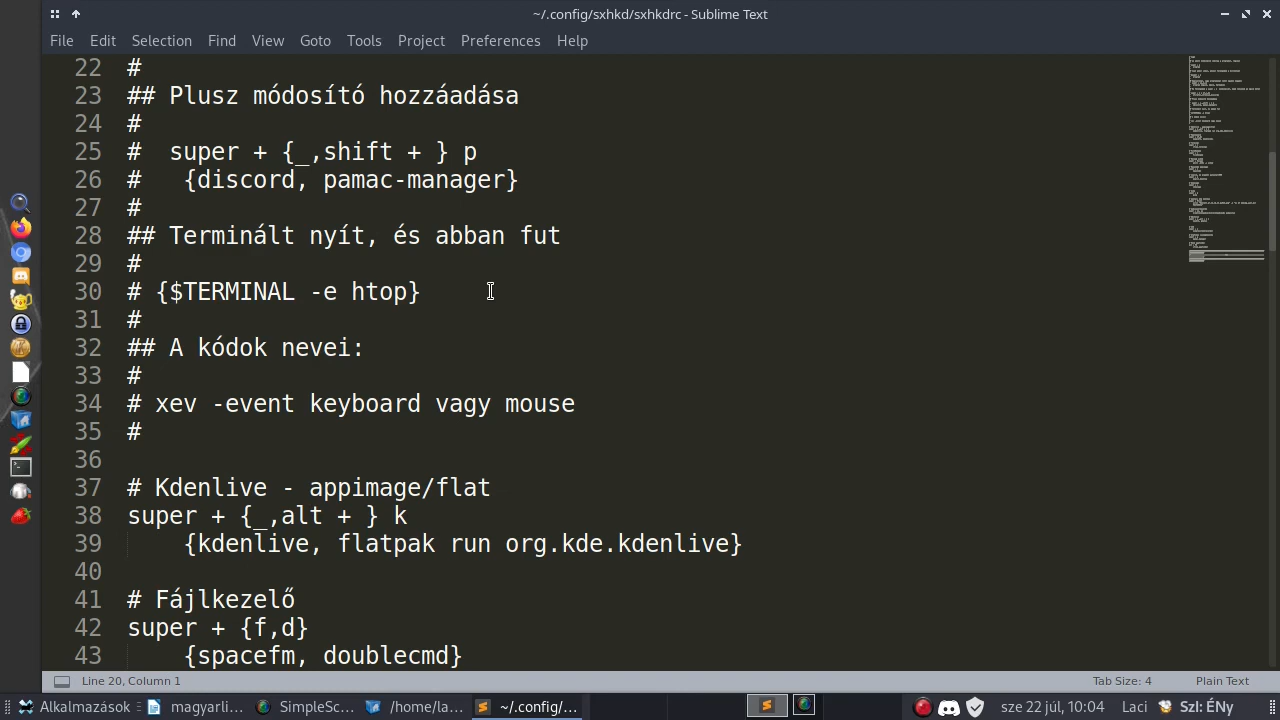 ~/.config/sxhkd/sxhkdrc - Sublime Text
File Edit Selection Find View Goto Tools Project Preferences Help
22 #
23 ## Plusz módosító hozzáadása
24 #
25 #  super + {_,shift + } p
26 #   {discord, pamac-manager}
27 #
28 ## Terminált nyít, és abban fut
29 #
30 # {$TERMINAL -e htop}
31 #
32 ## A kódok nevei:
33 #
34 # xev -event keyboard vagy mouse
35 #
36
37 # Kdenlive - appimage/flat
38 super + {_,alt + } k
39     {kdenlive, flatpak run org.kde.kdenlive}
40
41 # Fájlkezelő
42 super + {f,d}
43     {spacefm, doublecmd}
Line 20, Column 1 Tab Size: 4 Plain Text
Alkalmazások magyarli... SimpleSc... /home/la... ~/.config/... sze 22 júl, 10:04 Laci Szl: ÉNy